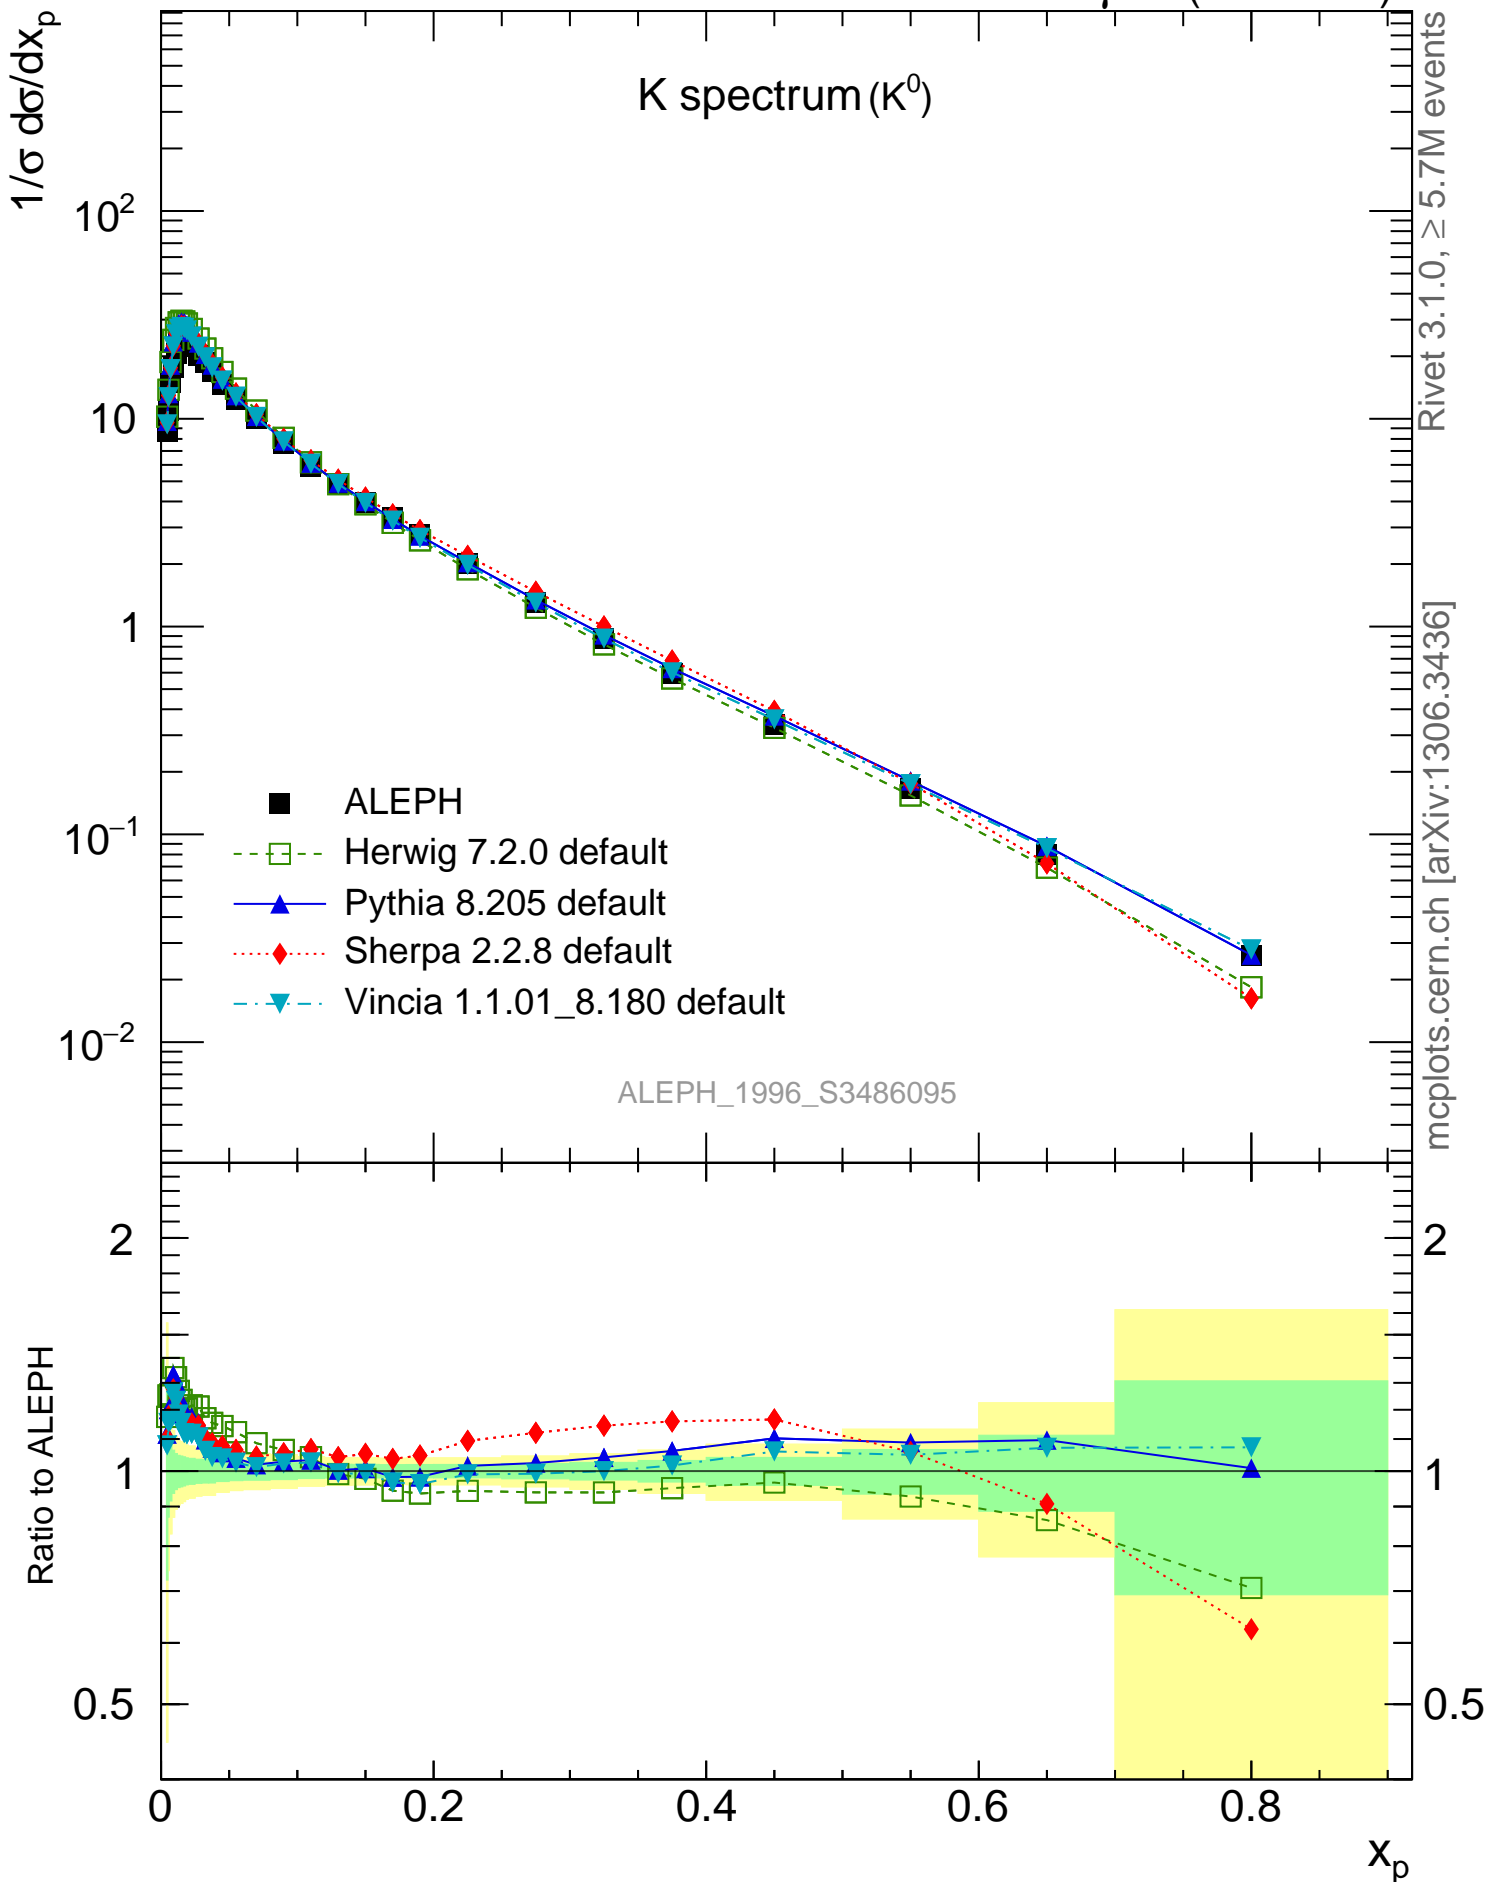 K spectrum (K⁰)
1/σ dσ/dxₚ
10²
10
1
10⁻¹
10⁻²
ALEPH
Herwig 7.2.0 default
Pythia 8.205 default
Sherpa 2.2.8 default
Vincia 1.1.01_8.180 default
ALEPH_1996_S3486095
Rivet 3.1.0, ≥ 5.7M events
mcplots.cern.ch [arXiv:1306.3436]
Ratio to ALEPH
2
2
1
1
0.5
0.5
0
0.2
0.4
0.6
0.8
xₚ